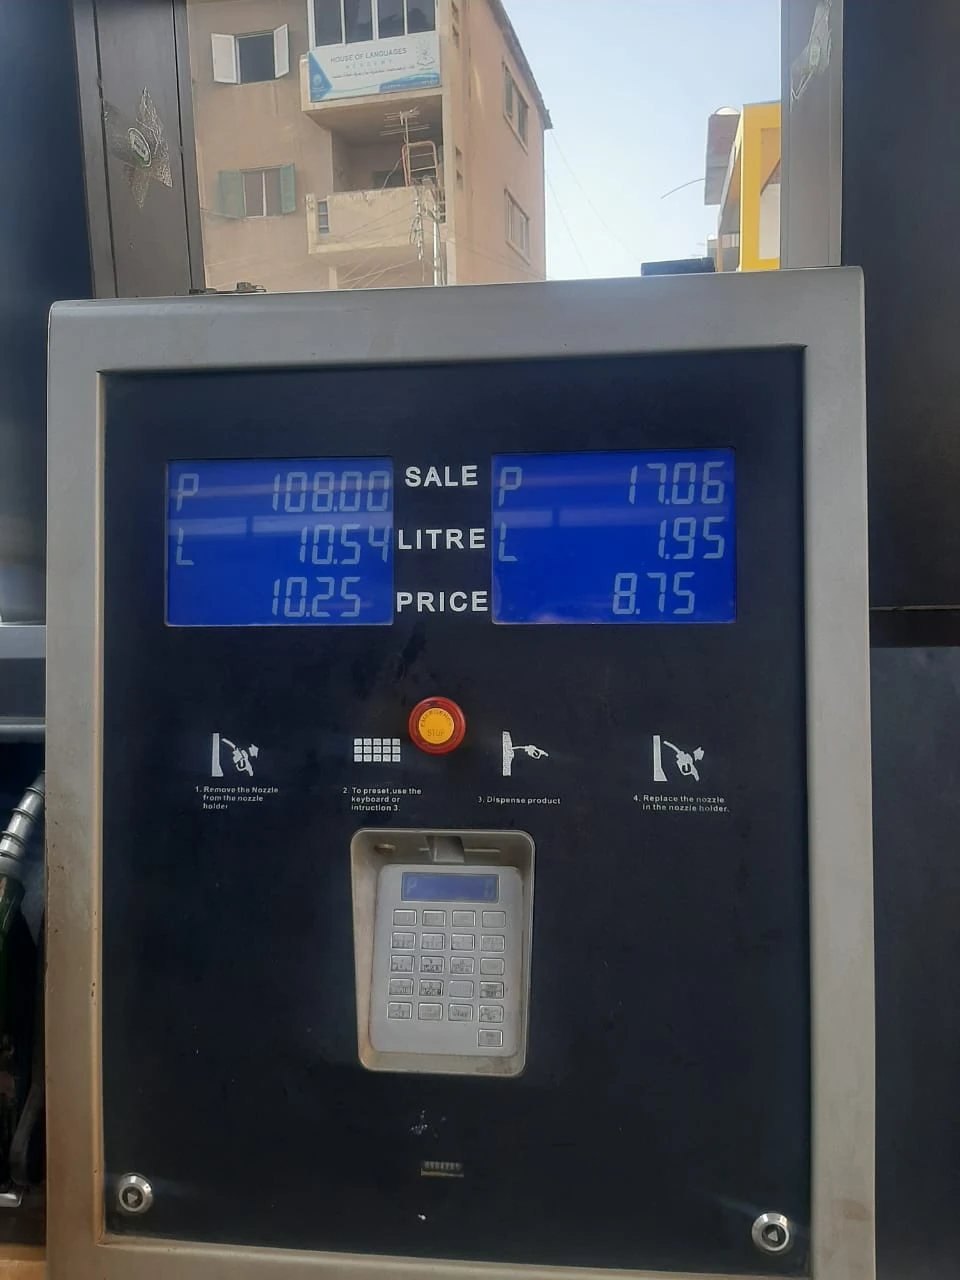 HOUSE OF LANGUAGES
ACADEMY
P 108.00 SALE P 17.06
L 10.54 LITRE L 1.95
10.25 PRICE 8.75
EMERGENCY
STOP
1. Remove the Nozzle
from the nozzle
holder
2. To preset,use the
keyboard or
intruction 3.
3. Dispense product
4. Replace the nozzle
in the nozzle holder.
P